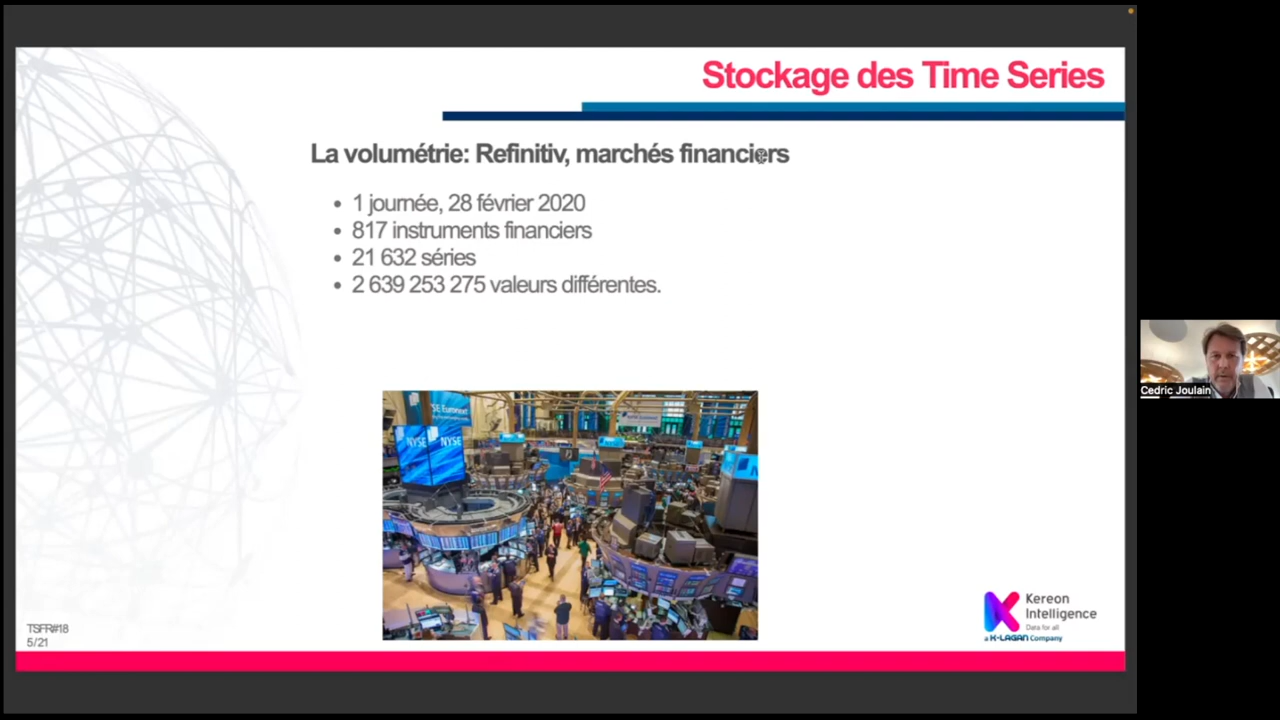 Stockage des Time Series
La volumétrie: Refinitiv, marchés financiers
• 1 journée, 28 février 2020
• 817 instruments financiers
• 21 632 séries
• 2 639 253 275 valeurs différentes.
NYSE Euronext
NYSE NYSE
Cedric Joulain
Kereon
Intelligence
Data for all
a K-LAGAN Company
TSFR#18
5/21